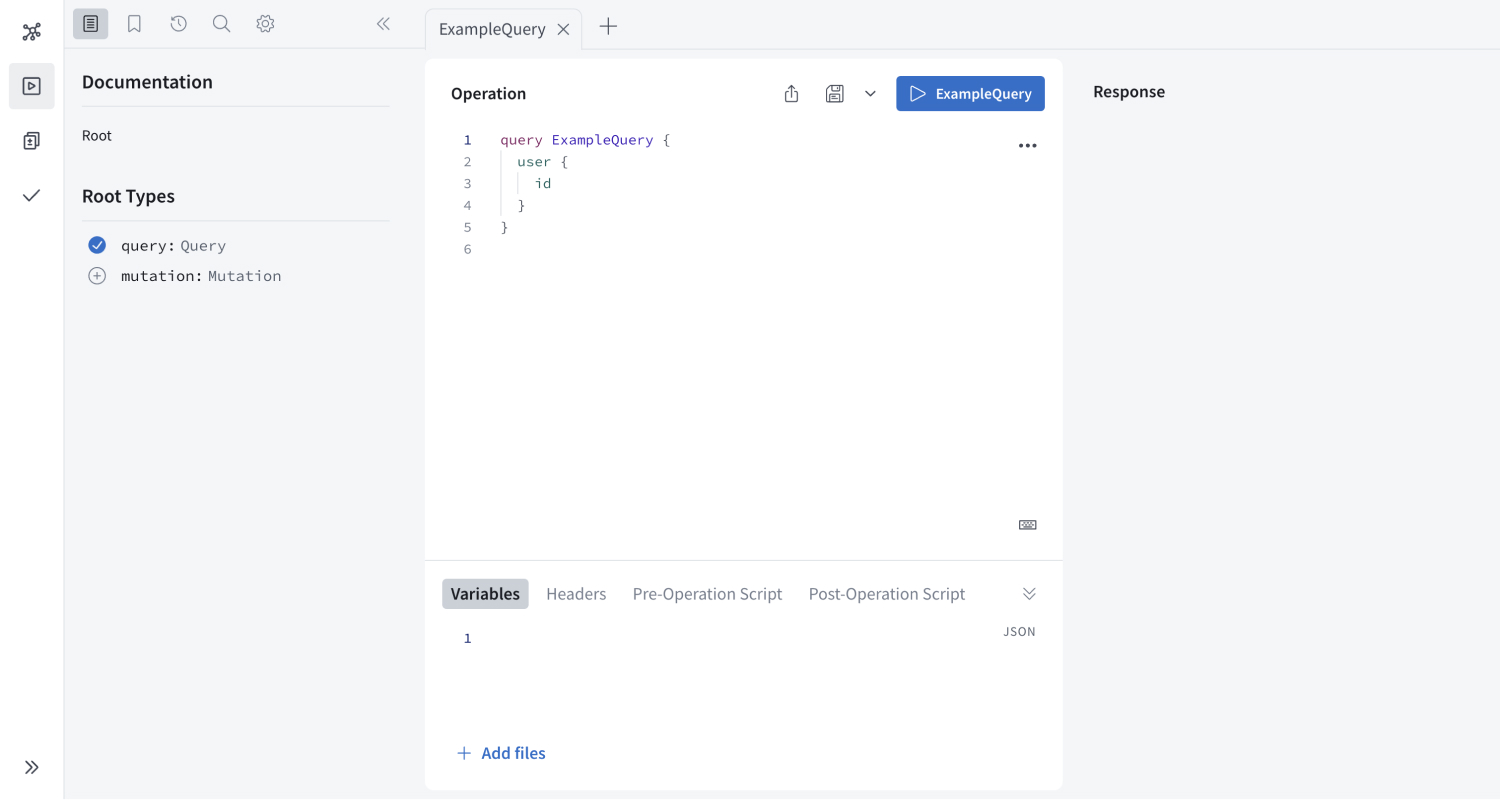 ExampleQuery
Documentation
Root
Root Types
query: Query
mutation: Mutation
Operation
ExampleQuery
1 query ExampleQuery {
2 user {
3 id
4 }
5 }
6
Variables Headers Pre-Operation Script Post-Operation Script
JSON
1
Add files
Response